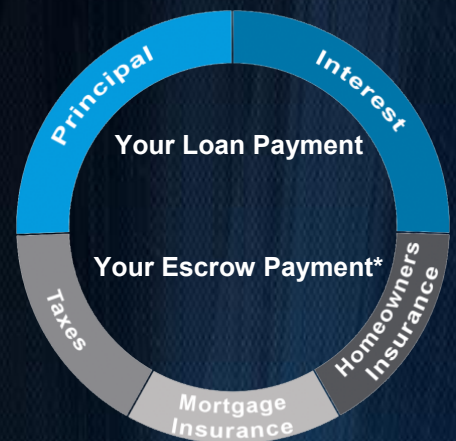 Principal
Interest
Your Loan Payment
Your Escrow Payment*
Taxes
Homeowners
Insurance
Mortgage
Insurance